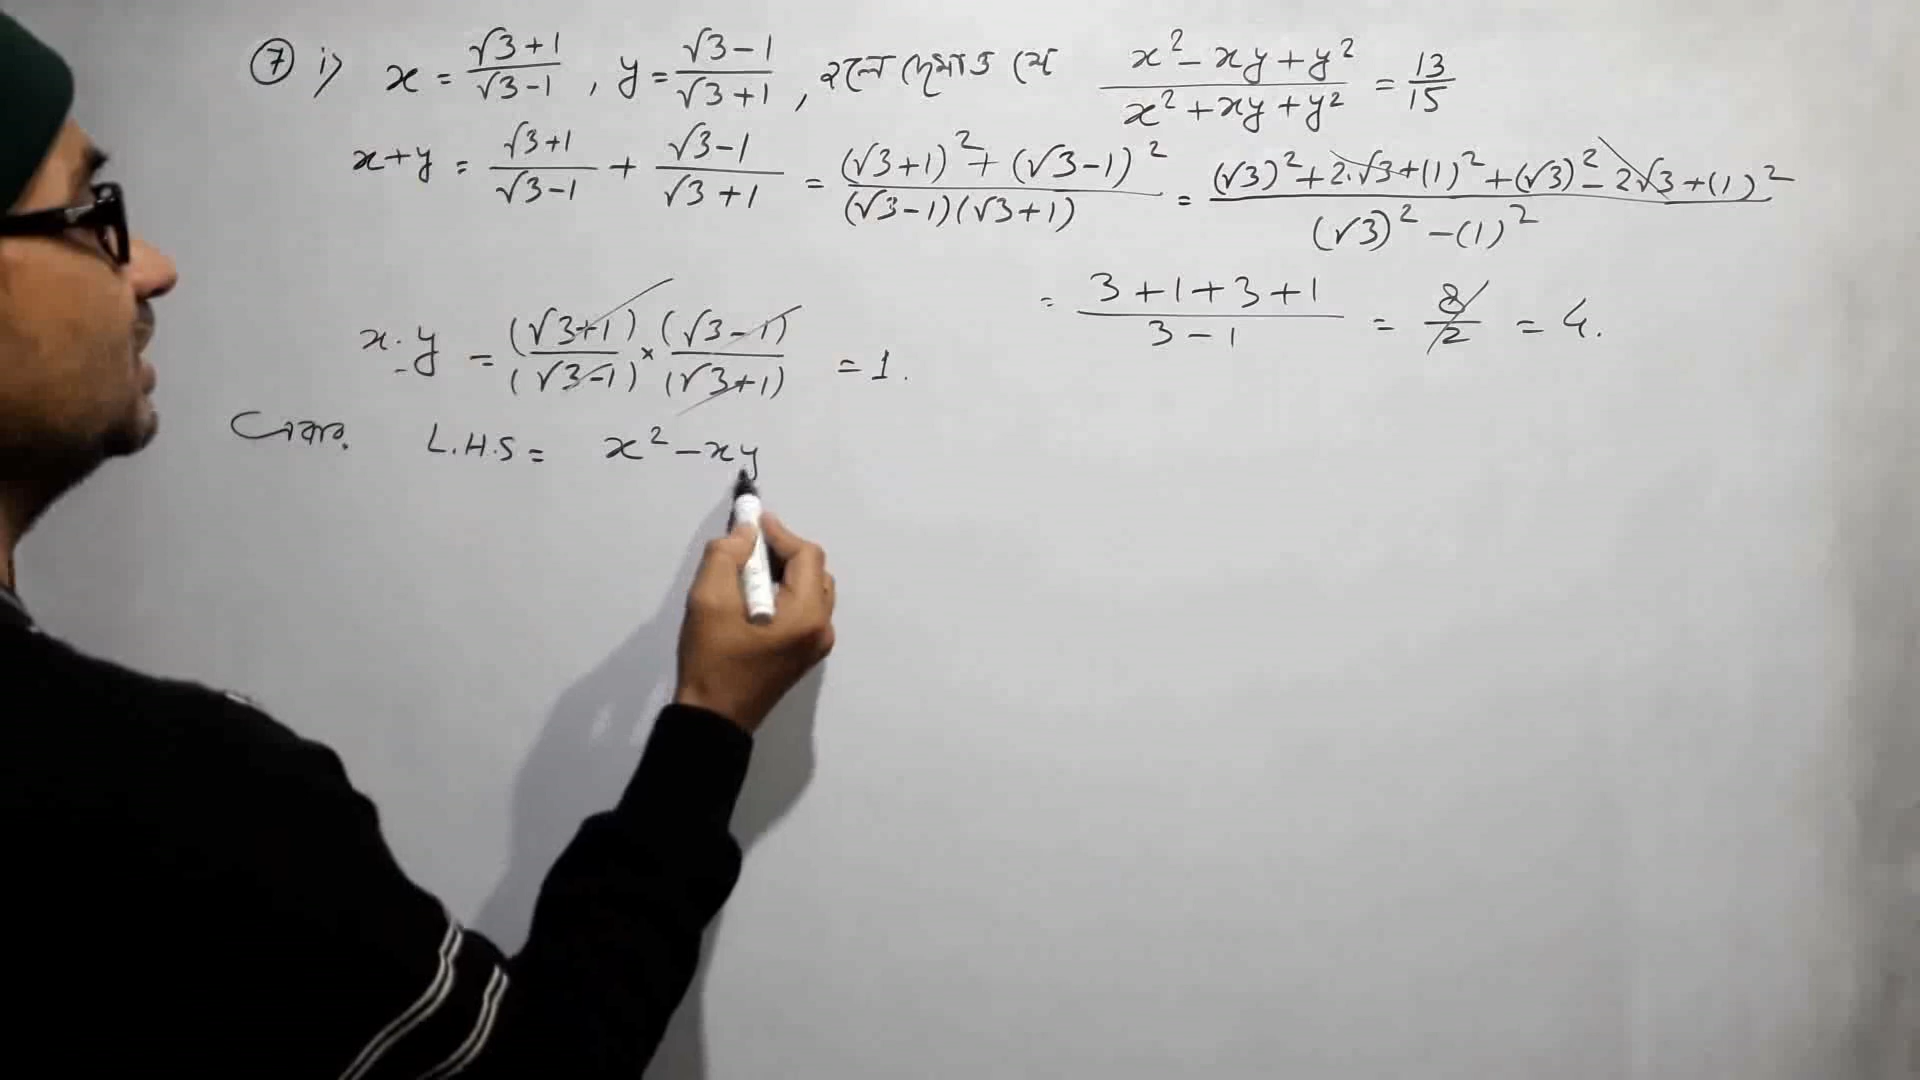 ⑦ i) x = (√3+1)/(√3-1), y = (√3-1)/(√3+1), হলে দেখাও যে (x² - xy + y²)/(x² + xy + y²) = 13/15
x+y = (√3+1)/(√3-1) + (√3-1)/(√3+1) = ((√3+1)² + (√3-1)²)/((√3-1)(√3+1)) = ((√3)² + 2·√3 + (1)² + (√3)² - 2√3 + (1)²)/((√3)² - (1)²)
= (3+1+3+1)/(3-1) = 8/2 = 4.
x·y = (√3+1)/(√3-1) × (√3-1)/(√3+1) = 1.
L.H.S = x² - xy